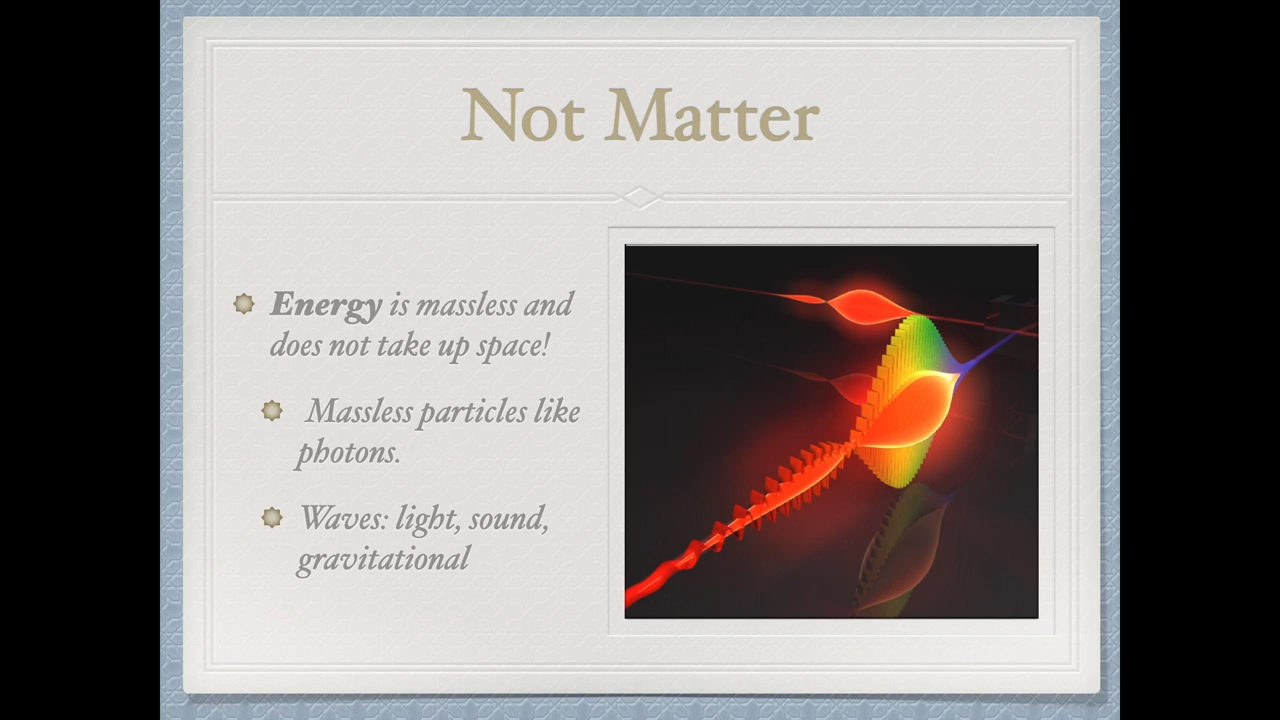 Not Matter
Energy is massless and
does not take up space!
Massless particles like
photons.
Waves: light, sound,
gravitational